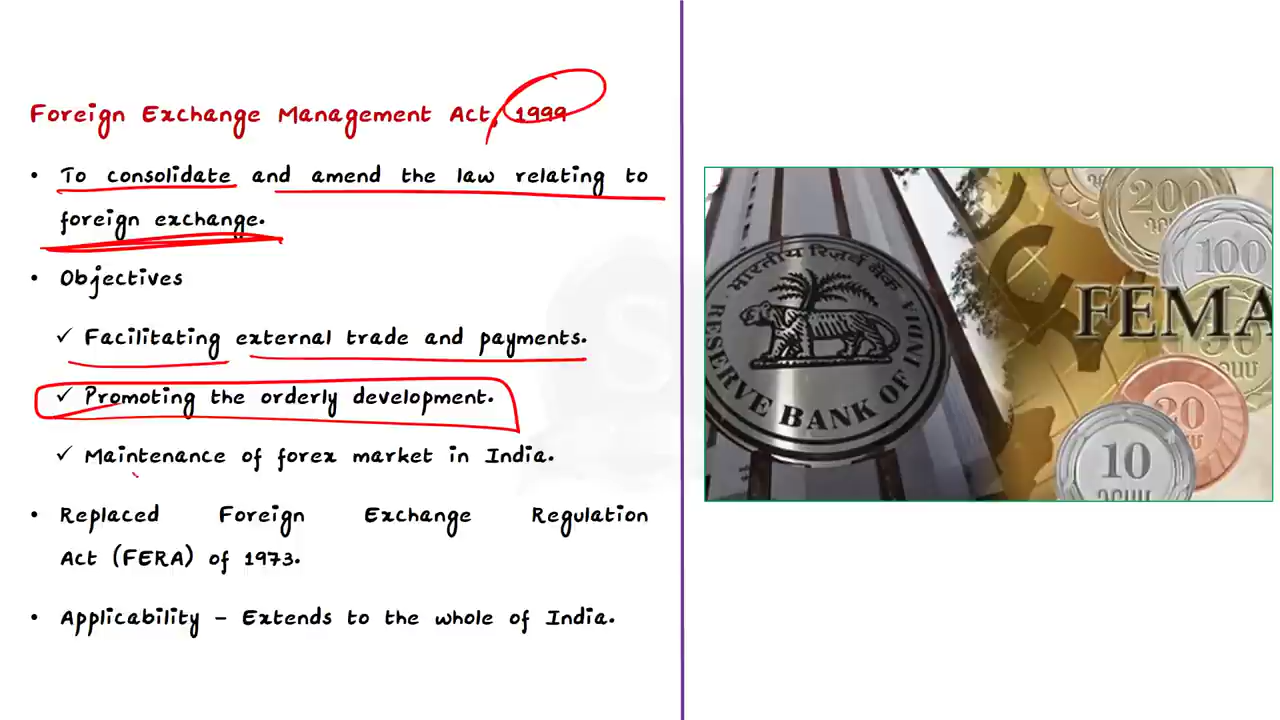 Foreign Exchange Management Act, 1999
• To consolidate and amend the law relating to
foreign exchange.
• Objectives
✓ Facilitating external trade and payments.
✓ Promoting the orderly development.
✓ Maintenance of forex market in India.
• Replaced Foreign Exchange Regulation
Act (FERA) of 1973.
• Applicability – Extends to the whole of India.
भारतीय रिज़र्व बैंक
RESERVE BANK OF INDIA
FEMA
200
100
20
10